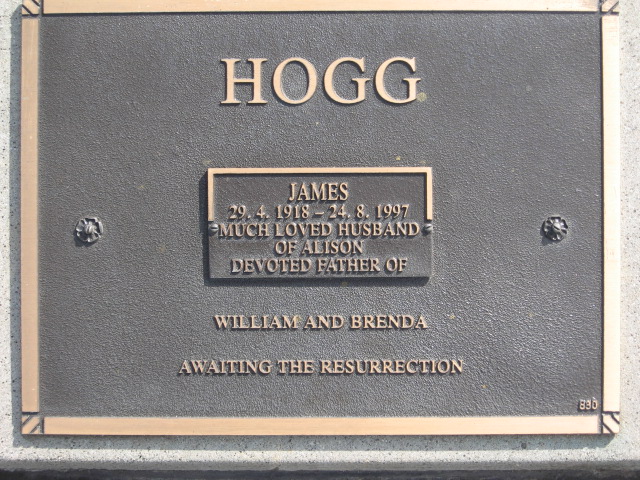 HOGG
JAMES
29. 4. 1918 – 24. 8. 1997
MUCH LOVED HUSBAND
OF ALISON
DEVOTED FATHER OF
WILLIAM AND BRENDA
AWAITING THE RESURRECTION